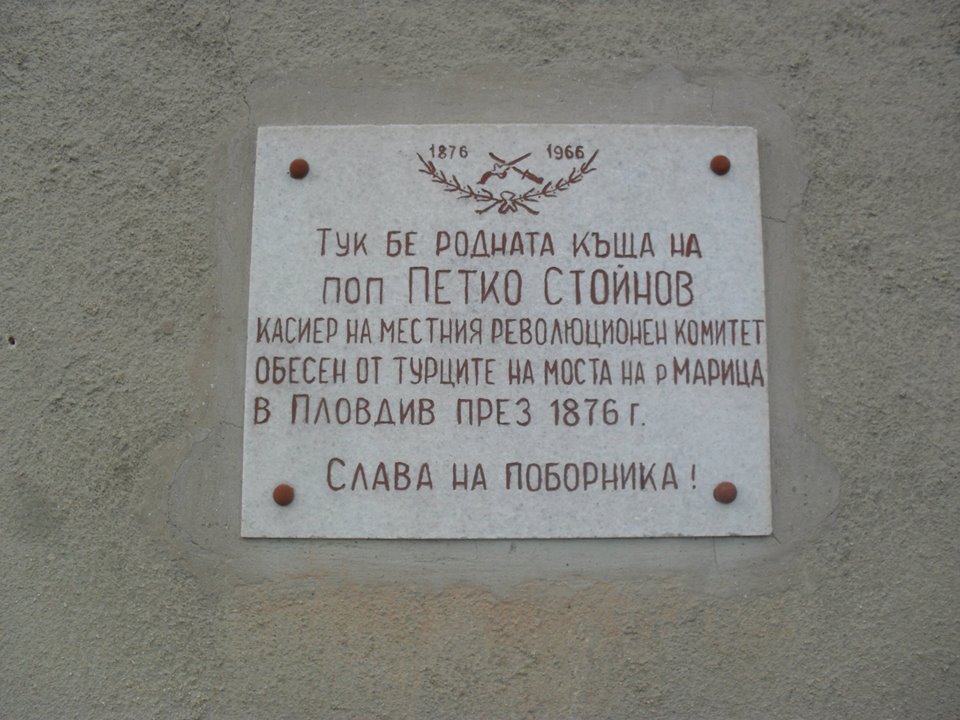 1876 1966
Тук бе родната къща на
поп Петко Стойнов
касиер на местния революционен комитет
обесен от турците на моста на р Марица
в Пловдив през 1876 г.
Слава на поборника !